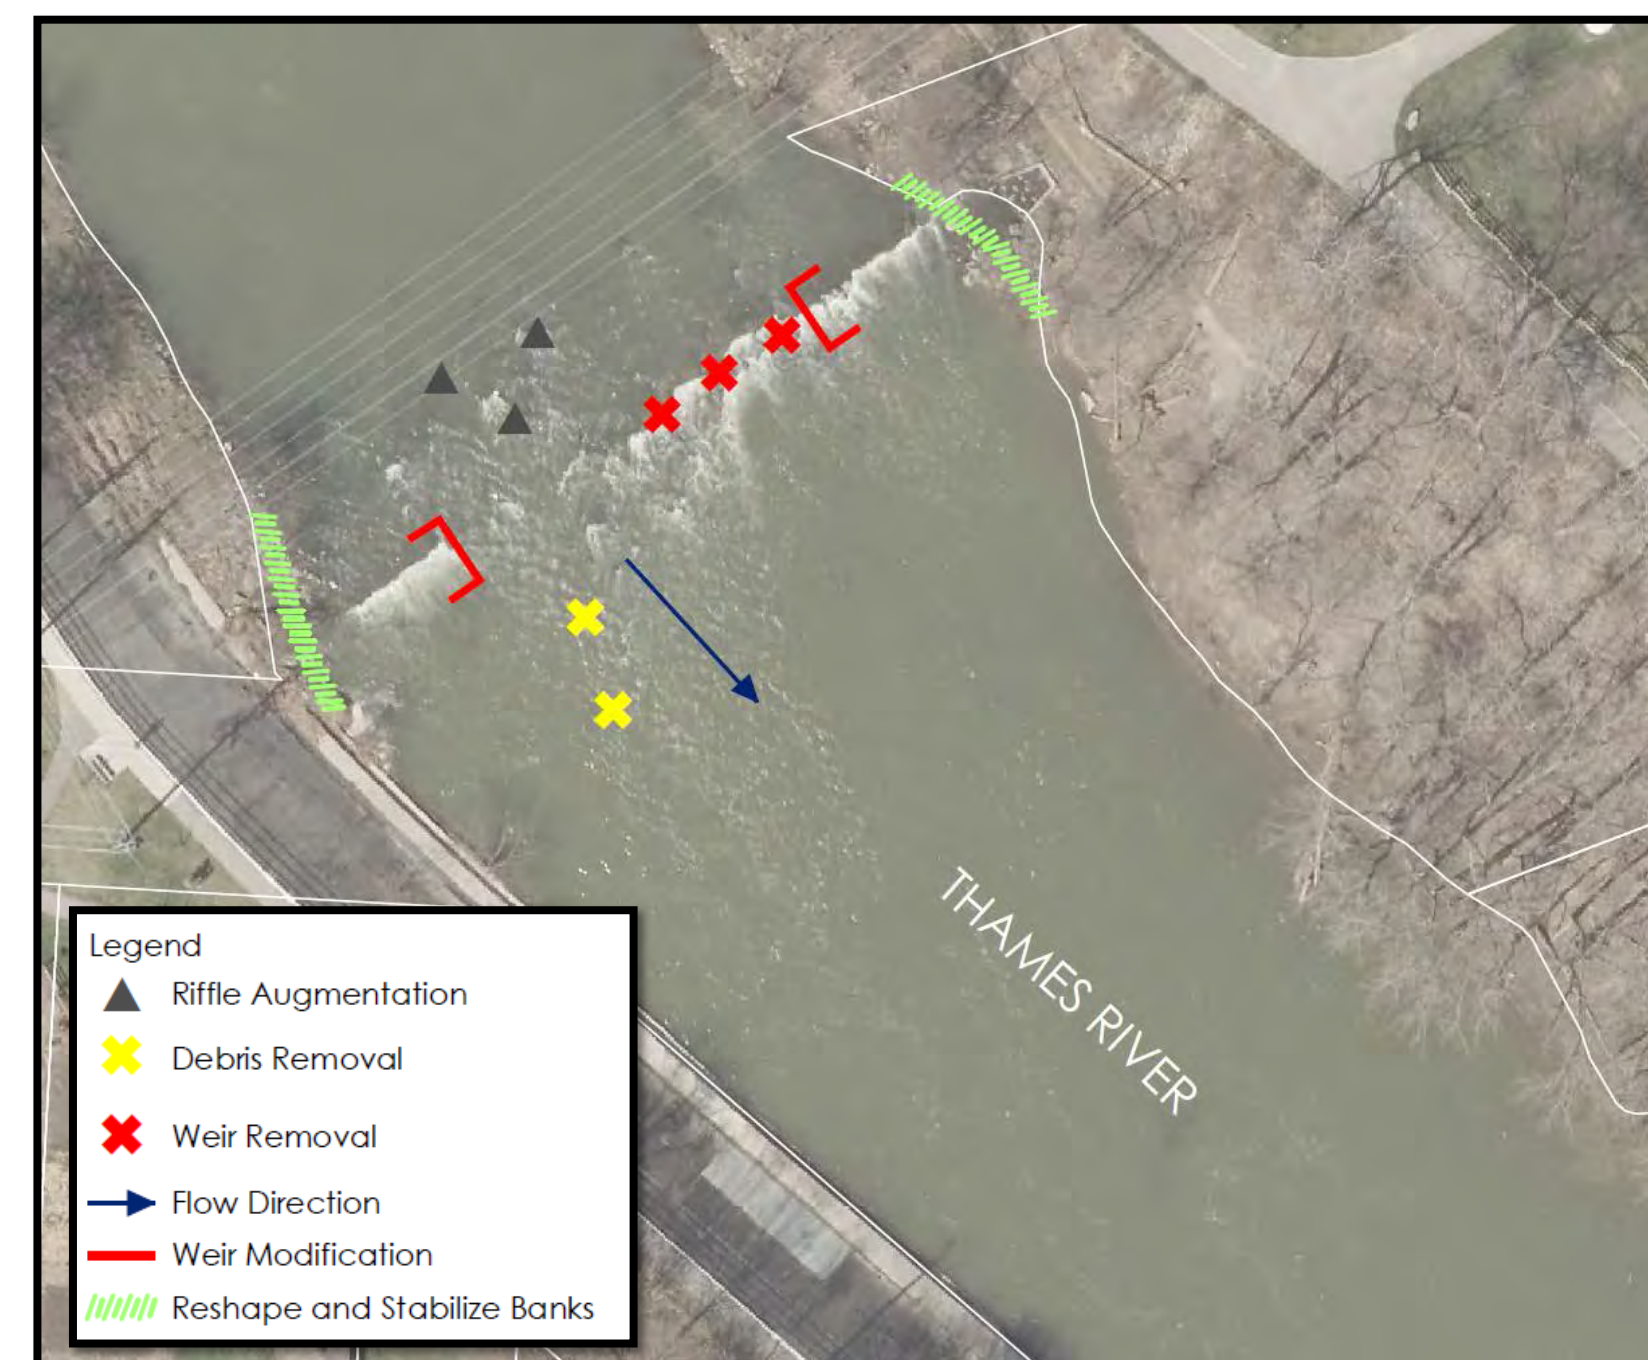 THAMES RIVER
Legend
Riffle Augmentation
Debris Removal
Weir Removal
Flow Direction
Weir Modification
Reshape and Stabilize Banks